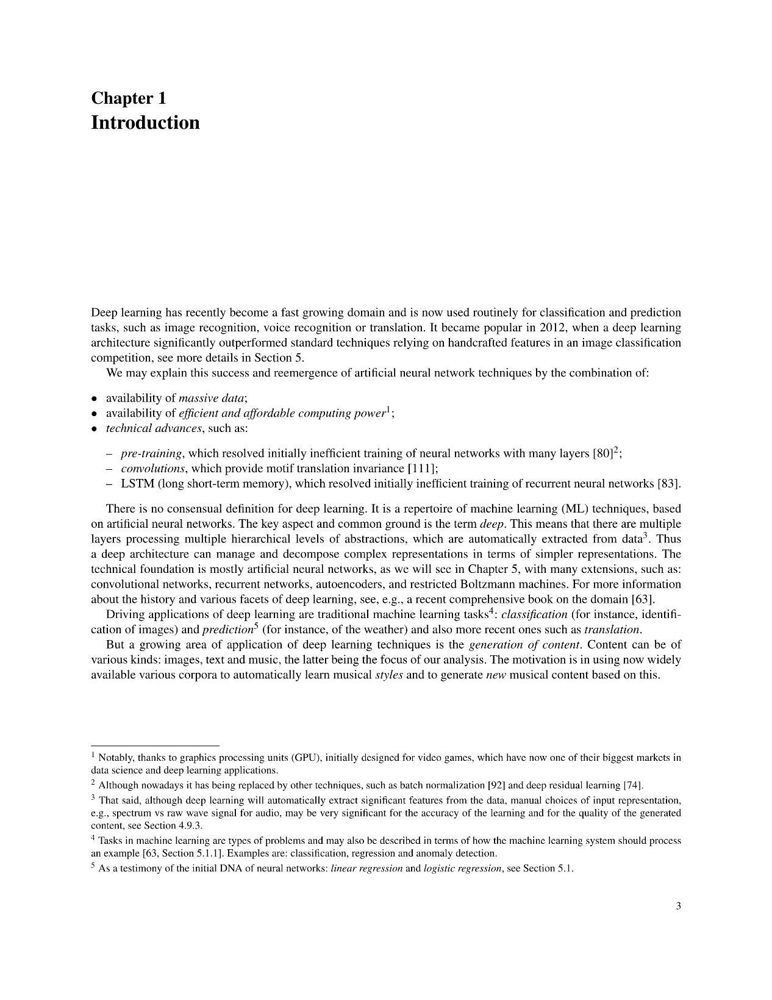 Chapter 1
Introduction
Deep learning has recently become a fast growing domain and is now used routinely for classification and prediction
tasks, such as image recognition, voice recognition or translation. It became popular in 2012, when a deep learning
architecture significantly outperformed standard techniques relying on handcrafted features in an image classification
competition, see more details in Section 5.
We may explain this success and reemergence of artificial neural network techniques by the combination of:
• availability of massive data;
• availability of efficient and affordable computing power1;
• technical advances, such as:
– pre-training, which resolved initially inefficient training of neural networks with many layers [80]2;
– convolutions, which provide motif translation invariance [111];
– LSTM (long short-term memory), which resolved initially inefficient training of recurrent neural networks [83].
There is no consensual definition for deep learning. It is a repertoire of machine learning (ML) techniques, based
on artificial neural networks. The key aspect and common ground is the term deep. This means that there are multiple
layers processing multiple hierarchical levels of abstractions, which are automatically extracted from data3. Thus
a deep architecture can manage and decompose complex representations in terms of simpler representations. The
technical foundation is mostly artificial neural networks, as we will see in Chapter 5, with many extensions, such as:
convolutional networks, recurrent networks, autoencoders, and restricted Boltzmann machines. For more information
about the history and various facets of deep learning, see, e.g., a recent comprehensive book on the domain [63].
Driving applications of deep learning are traditional machine learning tasks4: classification (for instance, identifi-
cation of images) and prediction5 (for instance, of the weather) and also more recent ones such as translation.
But a growing area of application of deep learning techniques is the generation of content. Content can be of
various kinds: images, text and music, the latter being the focus of our analysis. The motivation is in using now widely
available various corpora to automatically learn musical styles and to generate new musical content based on this.
1 Notably, thanks to graphics processing units (GPU), initially designed for video games, which have now one of their biggest markets in
data science and deep learning applications.
2 Although nowadays it has being replaced by other techniques, such as batch normalization [92] and deep residual learning [74].
3 That said, although deep learning will automatically extract significant features from the data, manual choices of input representation,
e.g., spectrum vs raw wave signal for audio, may be very significant for the accuracy of the learning and for the quality of the generated
content, see Section 4.9.3.
4 Tasks in machine learning are types of problems and may also be described in terms of how the machine learning system should process
an example [63, Section 5.1.1]. Examples are: classification, regression and anomaly detection.
5 As a testimony of the initial DNA of neural networks: linear regression and logistic regression, see Section 5.1.
3